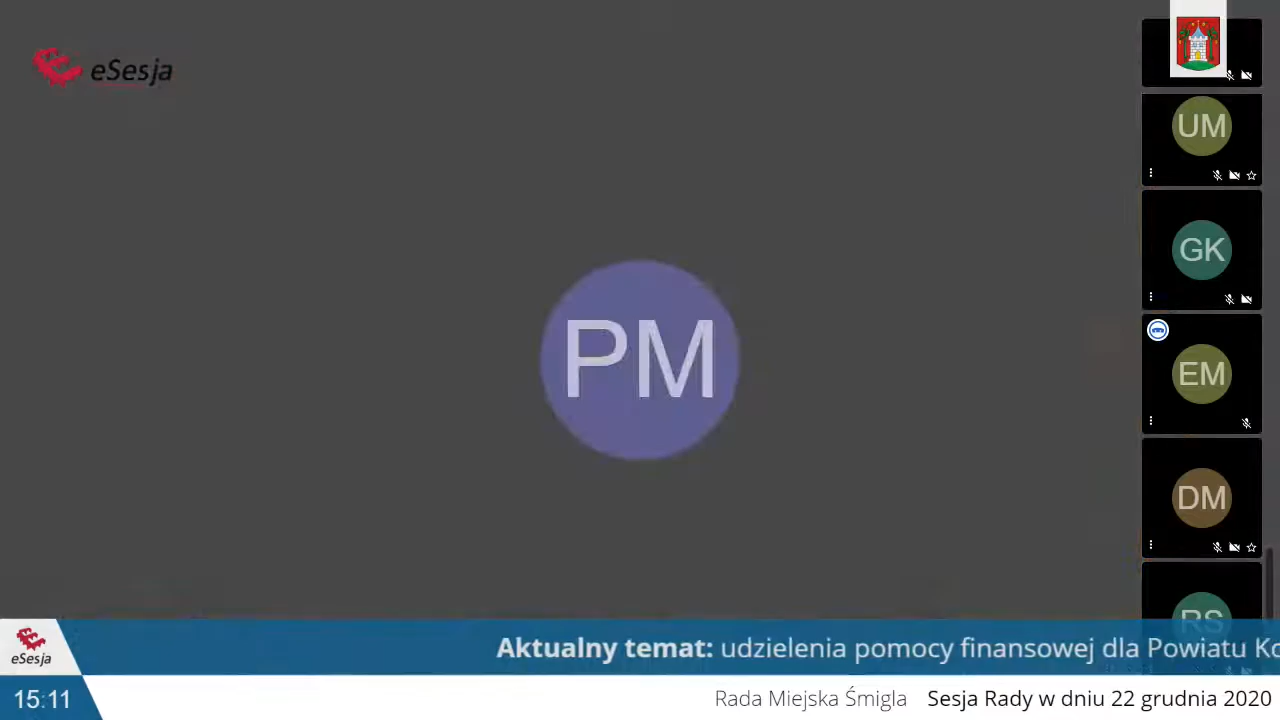 eSesja
UM
GK
PM
EM
DM
RS
Aktualny temat: udzielenia pomocy finansowej dla Powiatu Ko
eSesja
15:11
Rada Miejska Śmigla
Sesja Rady w dniu 22 grudnia 2020